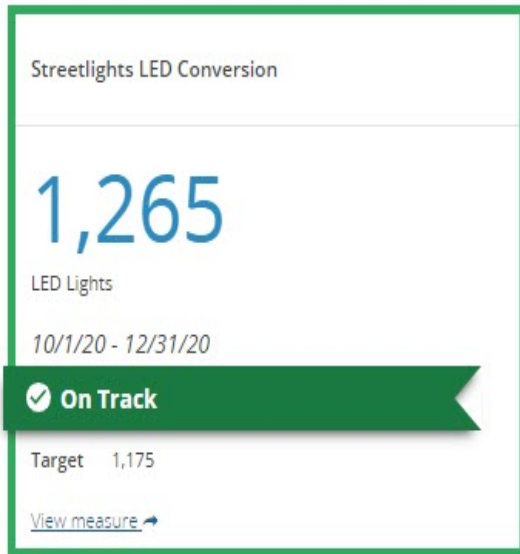 Streetlights LED Conversion
1,265
LED Lights
10/1/20 - 12/31/20
On Track
Target 1,175
View measure